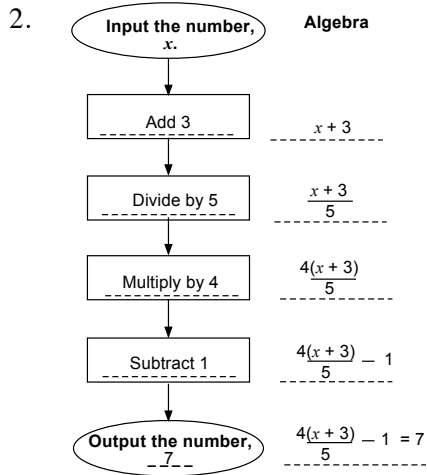 2.
Input the number, x.
Algebra
Add 3
x + 3
Divide by 5
x + 3
5
Multiply by 4
4(x + 3)
5
Subtract 1
4(x + 3)
5
— 1
Output the number,
7
4(x + 3)
5
— 1 = 7